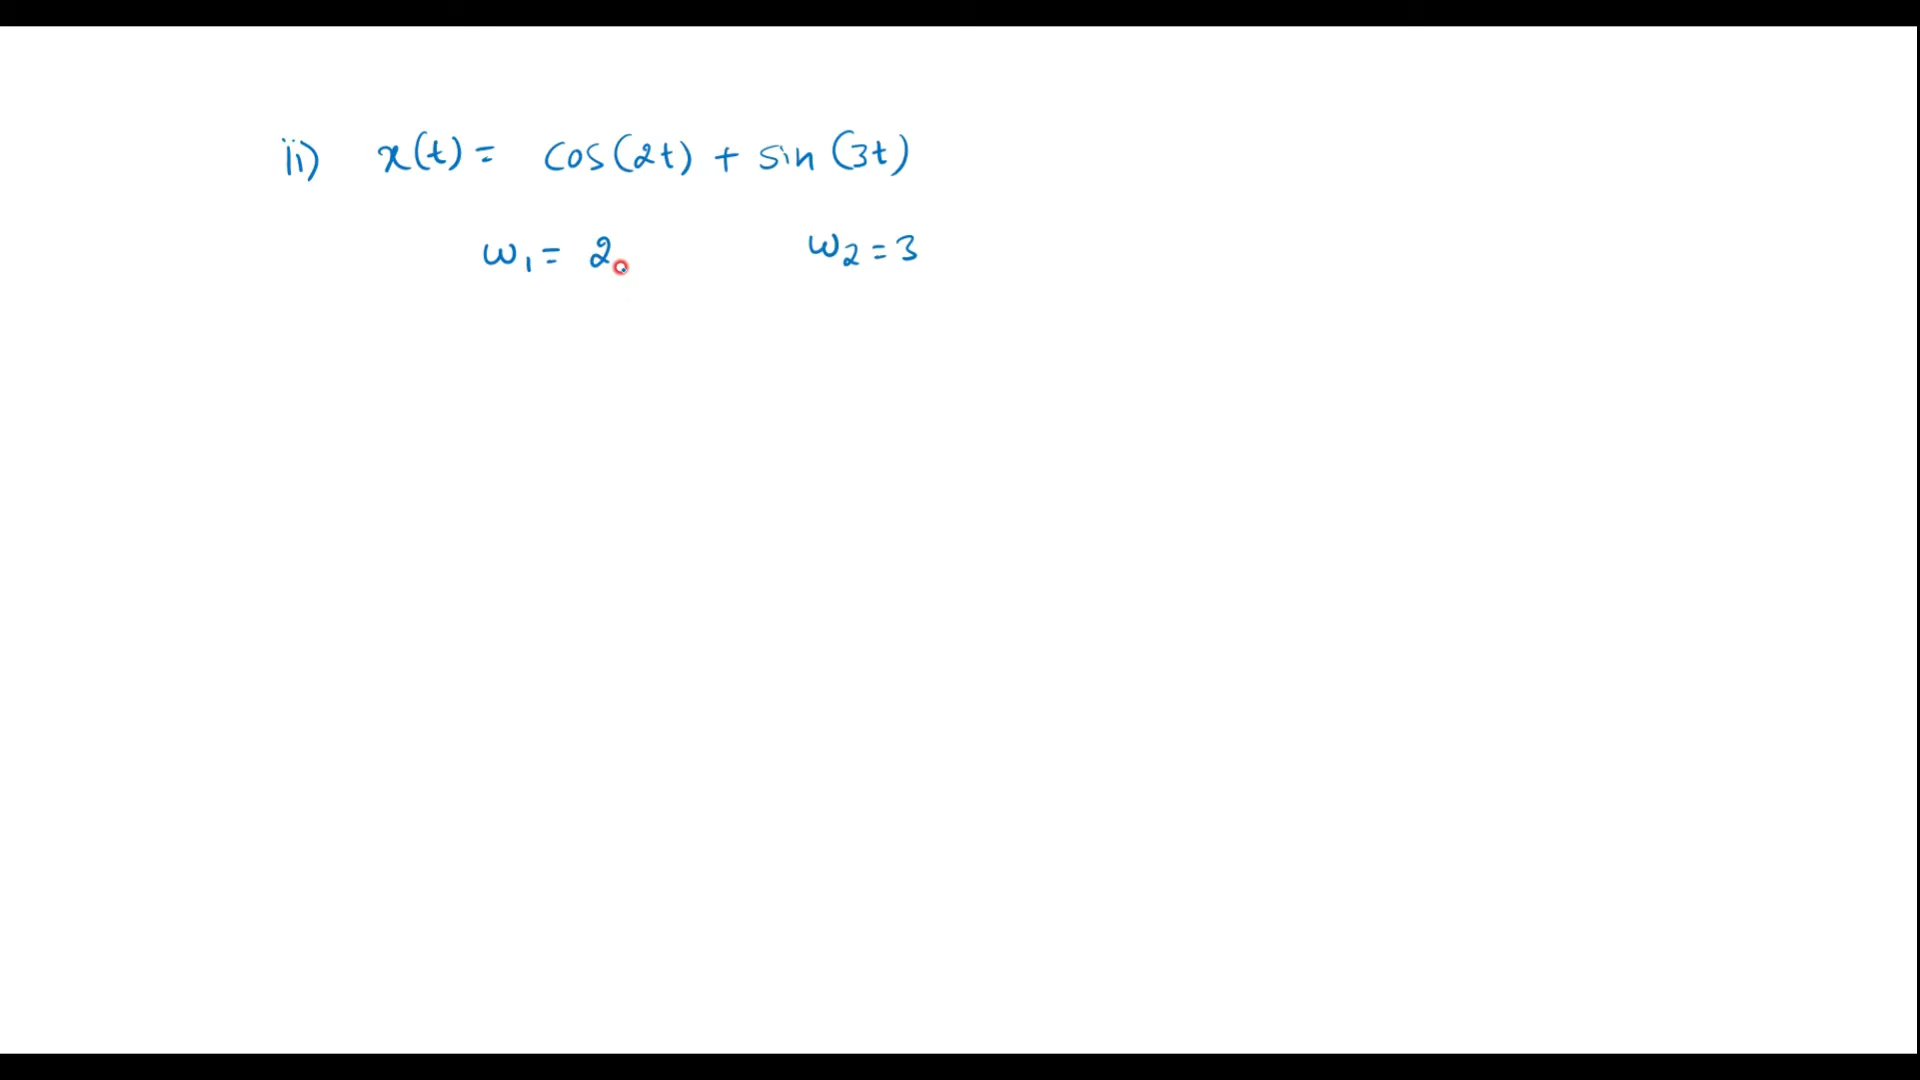 ii) x(t) = cos(2t) + sin(3t)
ω₁ = 2 ω₂ = 3